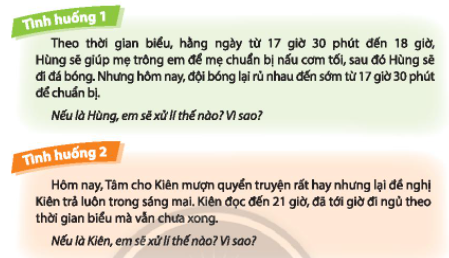 Tình huống 1
Theo thời gian biểu, hằng ngày từ 17 giờ 30 phút đến 18 giờ,
Hùng sẽ giúp mẹ trông em để mẹ chuẩn bị nấu cơm tối, sau đó Hùng sẽ
đi đá bóng. Nhưng hôm nay, đội bóng lại rủ nhau đến sớm từ 17 giờ 30 phút
để chuẩn bị.
Nếu là Hùng, em sẽ xử lí thế nào? Vì sao?
Tình huống 2
Hôm nay, Tâm cho Kiên mượn quyển truyện rất hay nhưng lại đề nghị
Kiên trả luôn trong sáng mai. Kiên đọc đến 21 giờ, đã tới giờ đi ngủ theo
thời gian biểu mà vẫn chưa xong.
Nếu là Kiên, em sẽ xử lí thế nào? Vì sao?